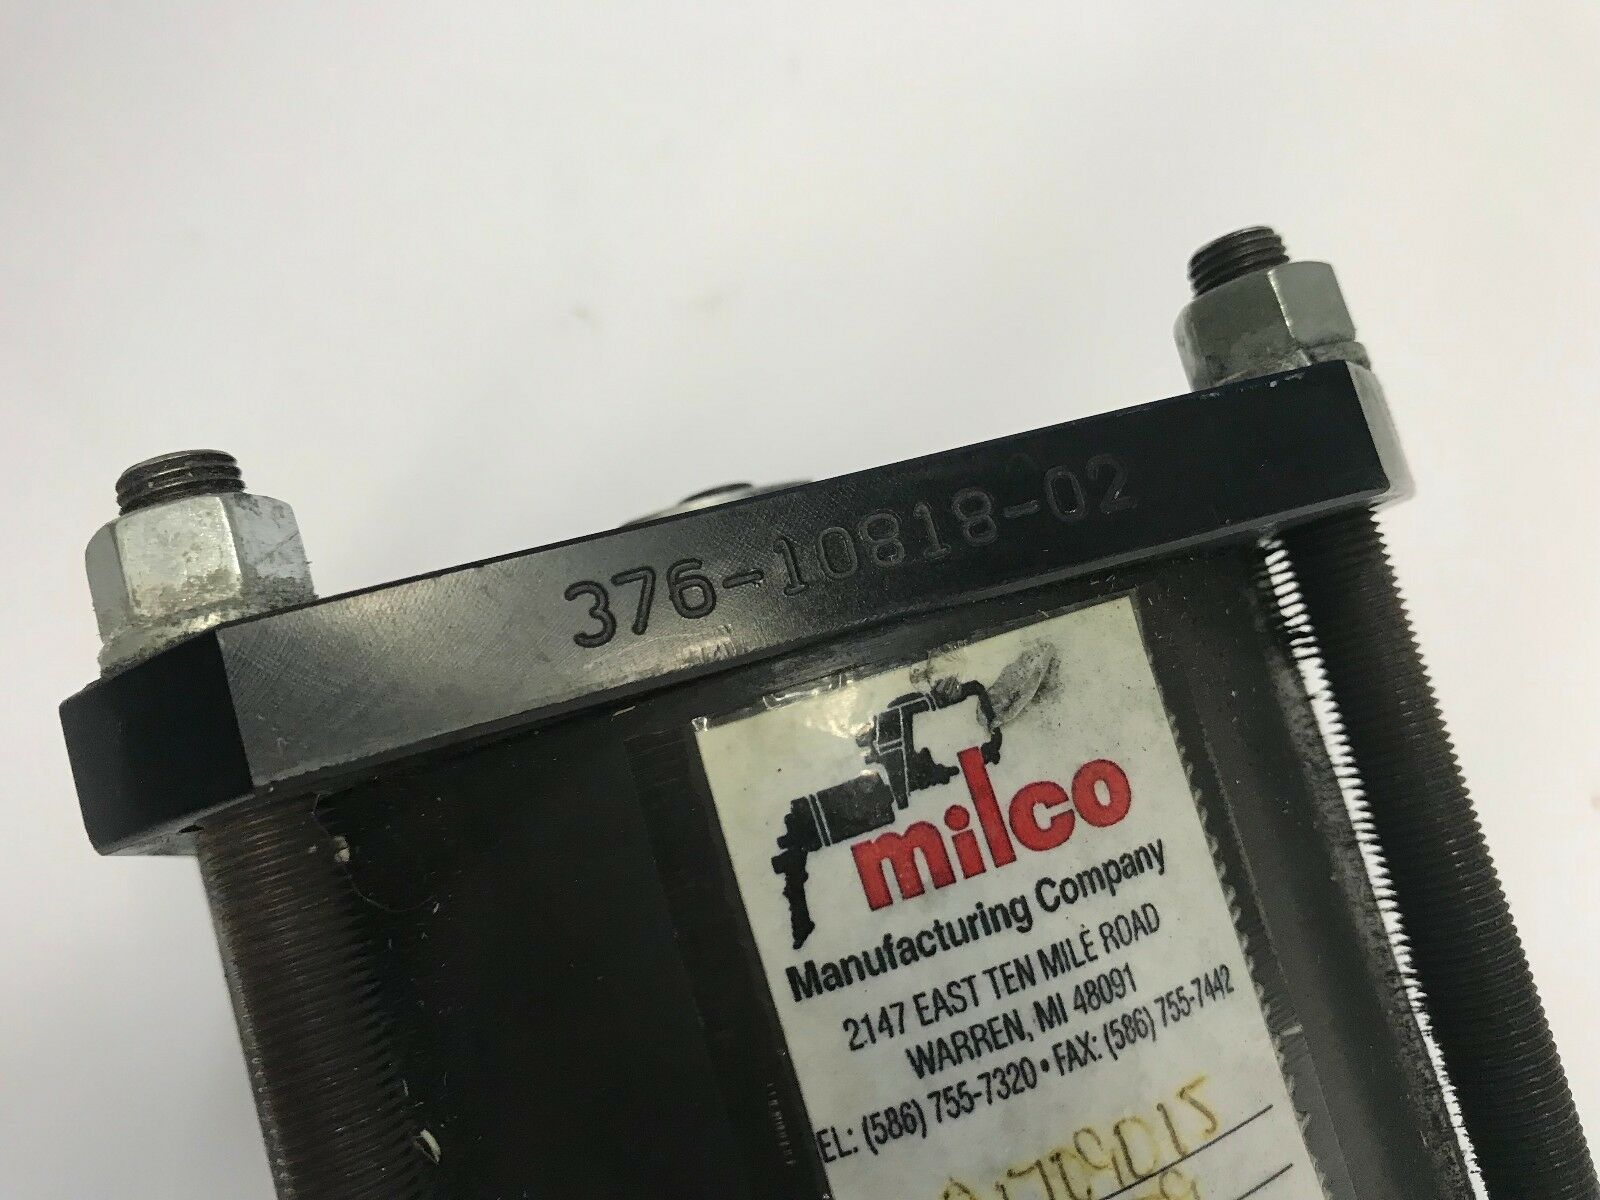 376-10818-02
milco
Manufacturing Company
2147 EAST TEN MILE ROAD
WARREN, MI 48091
EL: (586) 755-7320 • FAX: (586) 755-7442